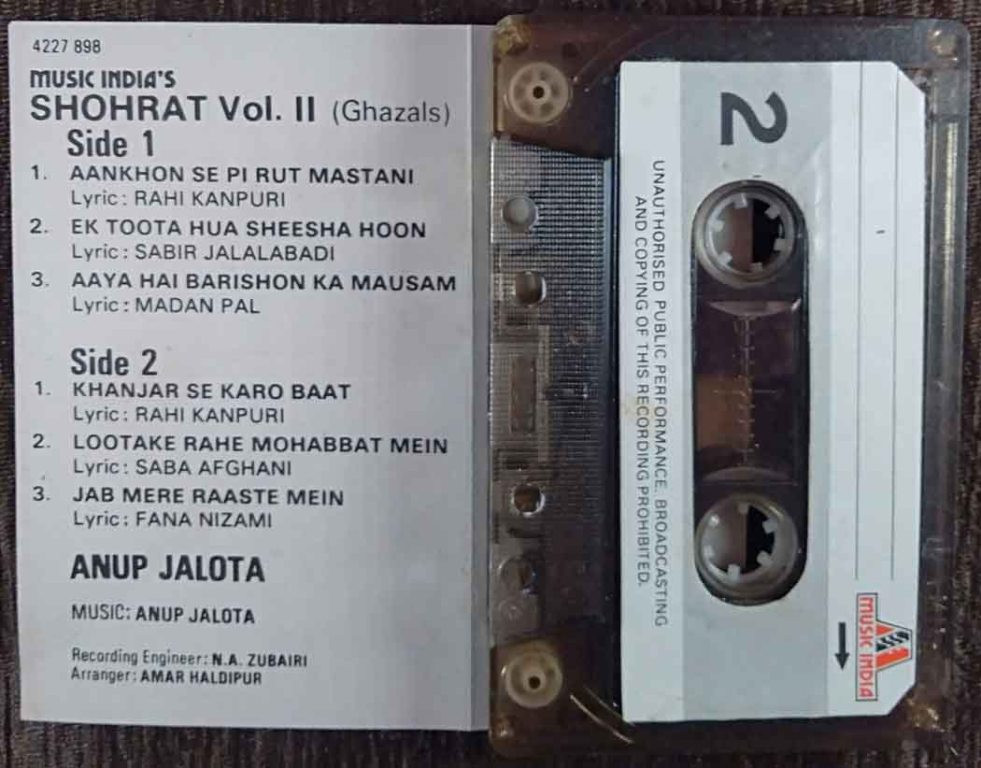 4227 898
MUSIC INDIA'S
SHOHRAT Vol. II (Ghazals)
Side 1
1. AANKHON SE PI RUT MASTANI
Lyric: RAHI KANPURI
2. EK TOOTA HUA SHEESHA HOON
Lyric: SABIR JALALABADI
3. AAYA HAI BARISHON KA MAUSAM
Lyric: MADAN PAL
Side 2
1. KHANJAR SE KARO BAAT
Lyric: RAHI KANPURI
2. LOOTAKE RAHE MOHABBAT MEIN
Lyric: SABA AFGHANI
3. JAB MERE RAASTE MEIN
Lyric: FANA NIZAMI
ANUP JALOTA
MUSIC: ANUP JALOTA
Recording Engineer: N.A. ZUBAIRI
Arranger: AMAR HALDIPUR
2
UNAUTHORISED PUBLIC PERFORMANCE. BROADCASTING
AND COPYING OF THIS RECORDING PROHIBITED.
MUSIC INDIA